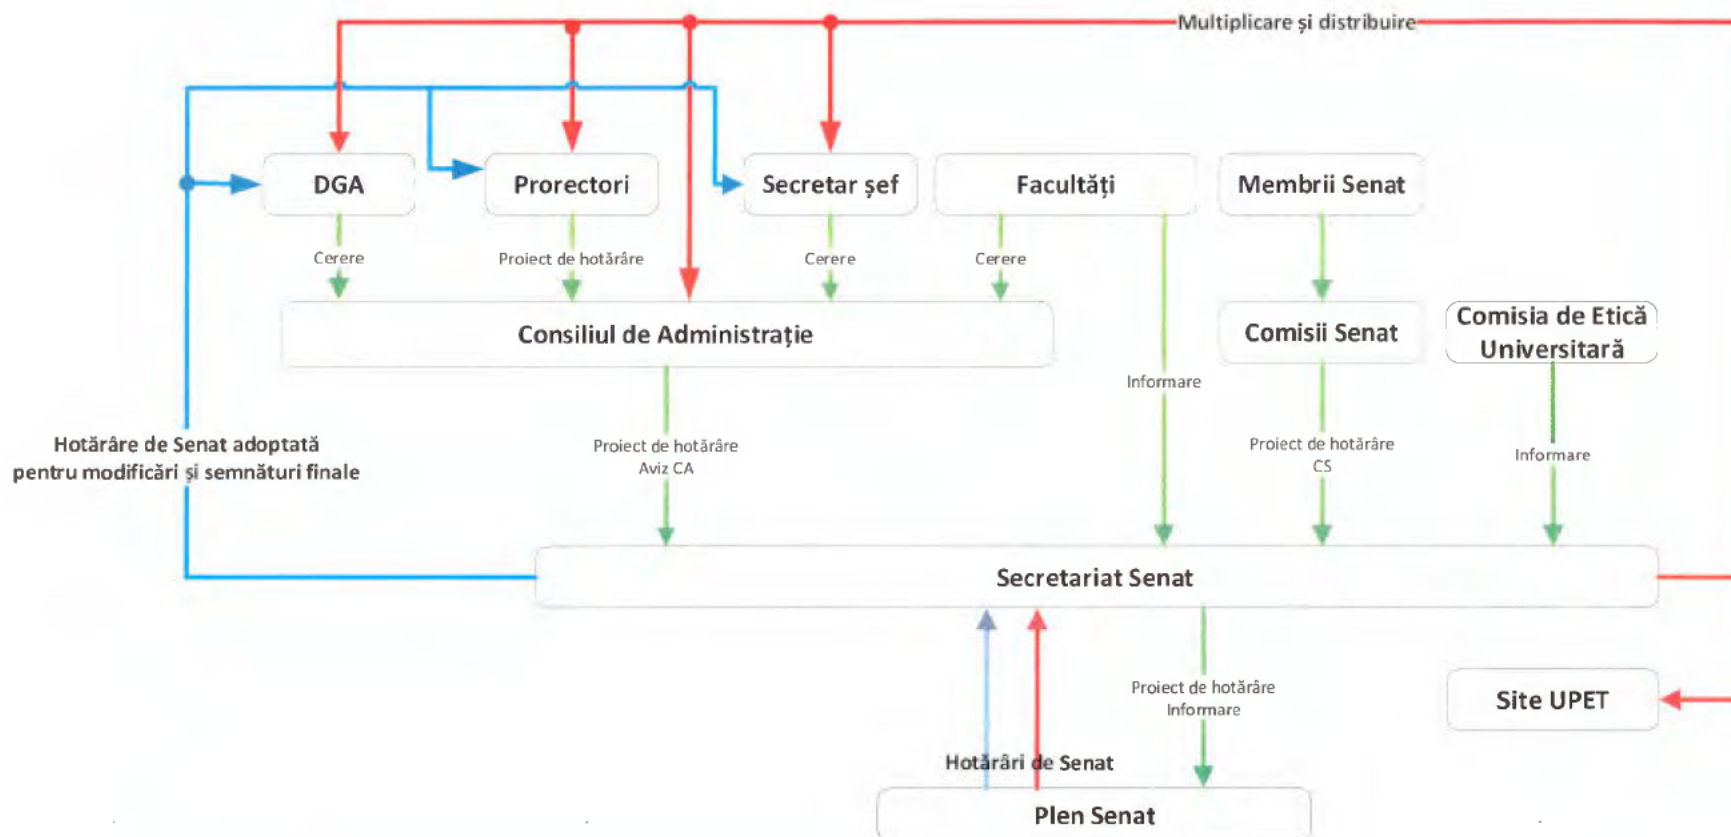 Multiplicare și distribuire
DGA
Prorectori
Secretar șef
Facultăți
Membrii Senat
Cerere
Proiect de hotărâre
Cerere
Cerere
Consiliul de Administrație
Comisii Senat
Comisia de Etică
Universitară
Informare
Hotărâre de Senat adoptată
pentru modificări și semnături finale
Proiect de hotărâre
Aviz CA
Proiect de hotărâre
CS
Informare
Secretariat Senat
Proiect de hotărâre
Informare
Site UPET
Hotărâri de Senat
Plen Senat